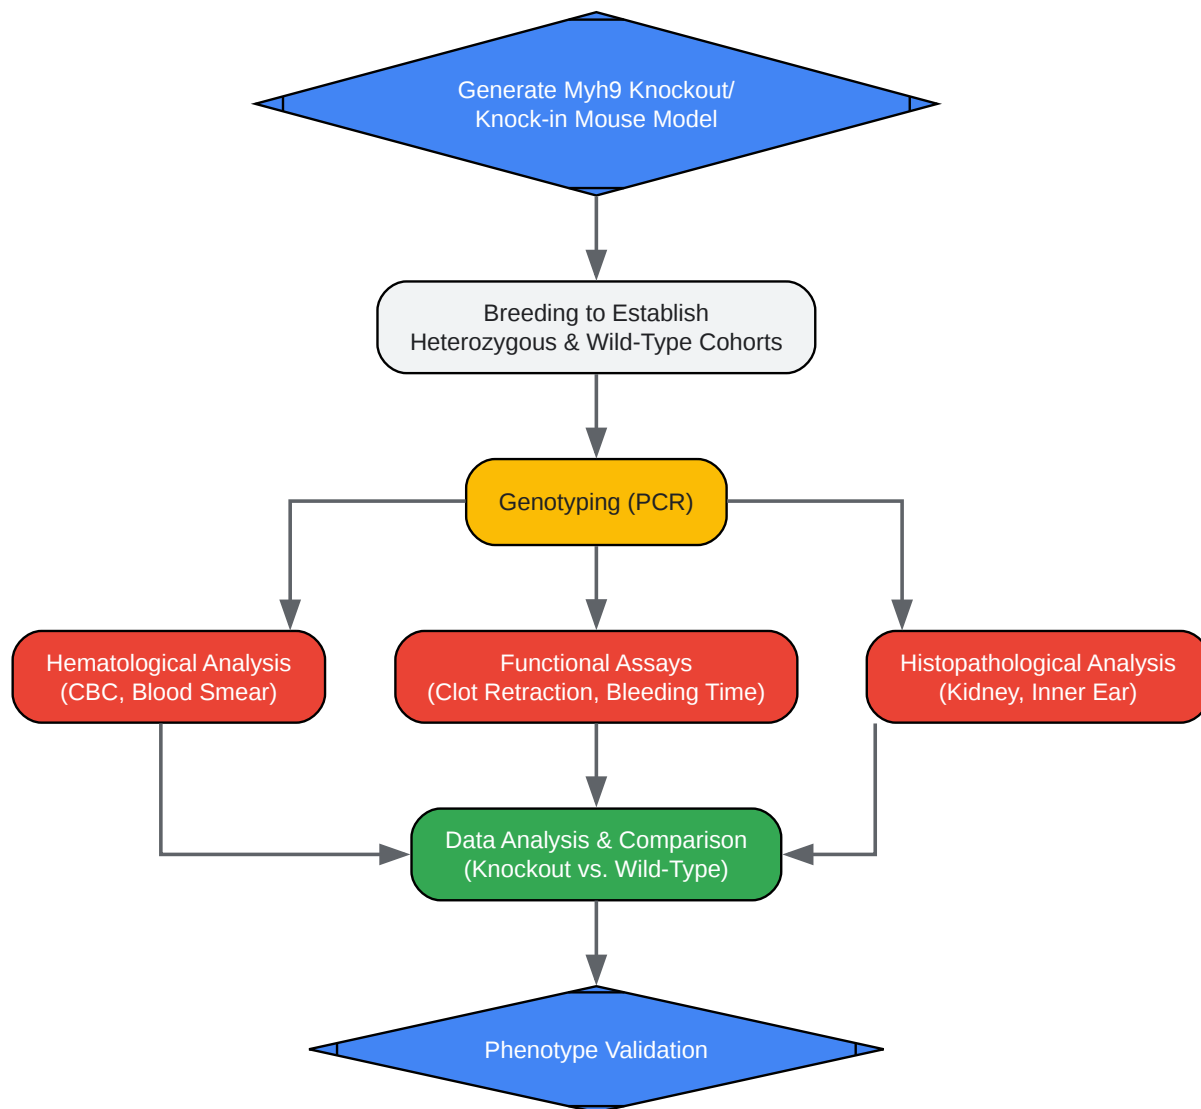 Generate Myh9 Knockout/
Knock-in Mouse Model
Breeding to Establish
Heterozygous & Wild-Type Cohorts
Genotyping (PCR)
Hematological Analysis
(CBC, Blood Smear)
Functional Assays
(Clot Retraction, Bleeding Time)
Histopathological Analysis
(Kidney, Inner Ear)
Data Analysis & Comparison
(Knockout vs. Wild-Type)
Phenotype Validation